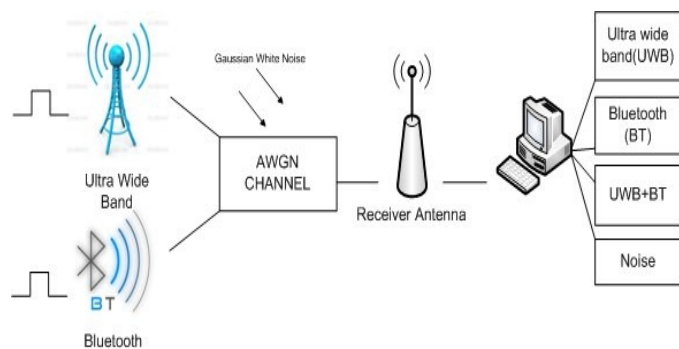 Gaussian White Noise
Ultra Wide
Band
AWGN
CHANNEL
BT
Bluetooth
Receiver Antenna
Ultra wide
band(UWB)
Bluetooth
(BT)
UWB+BT
Noise